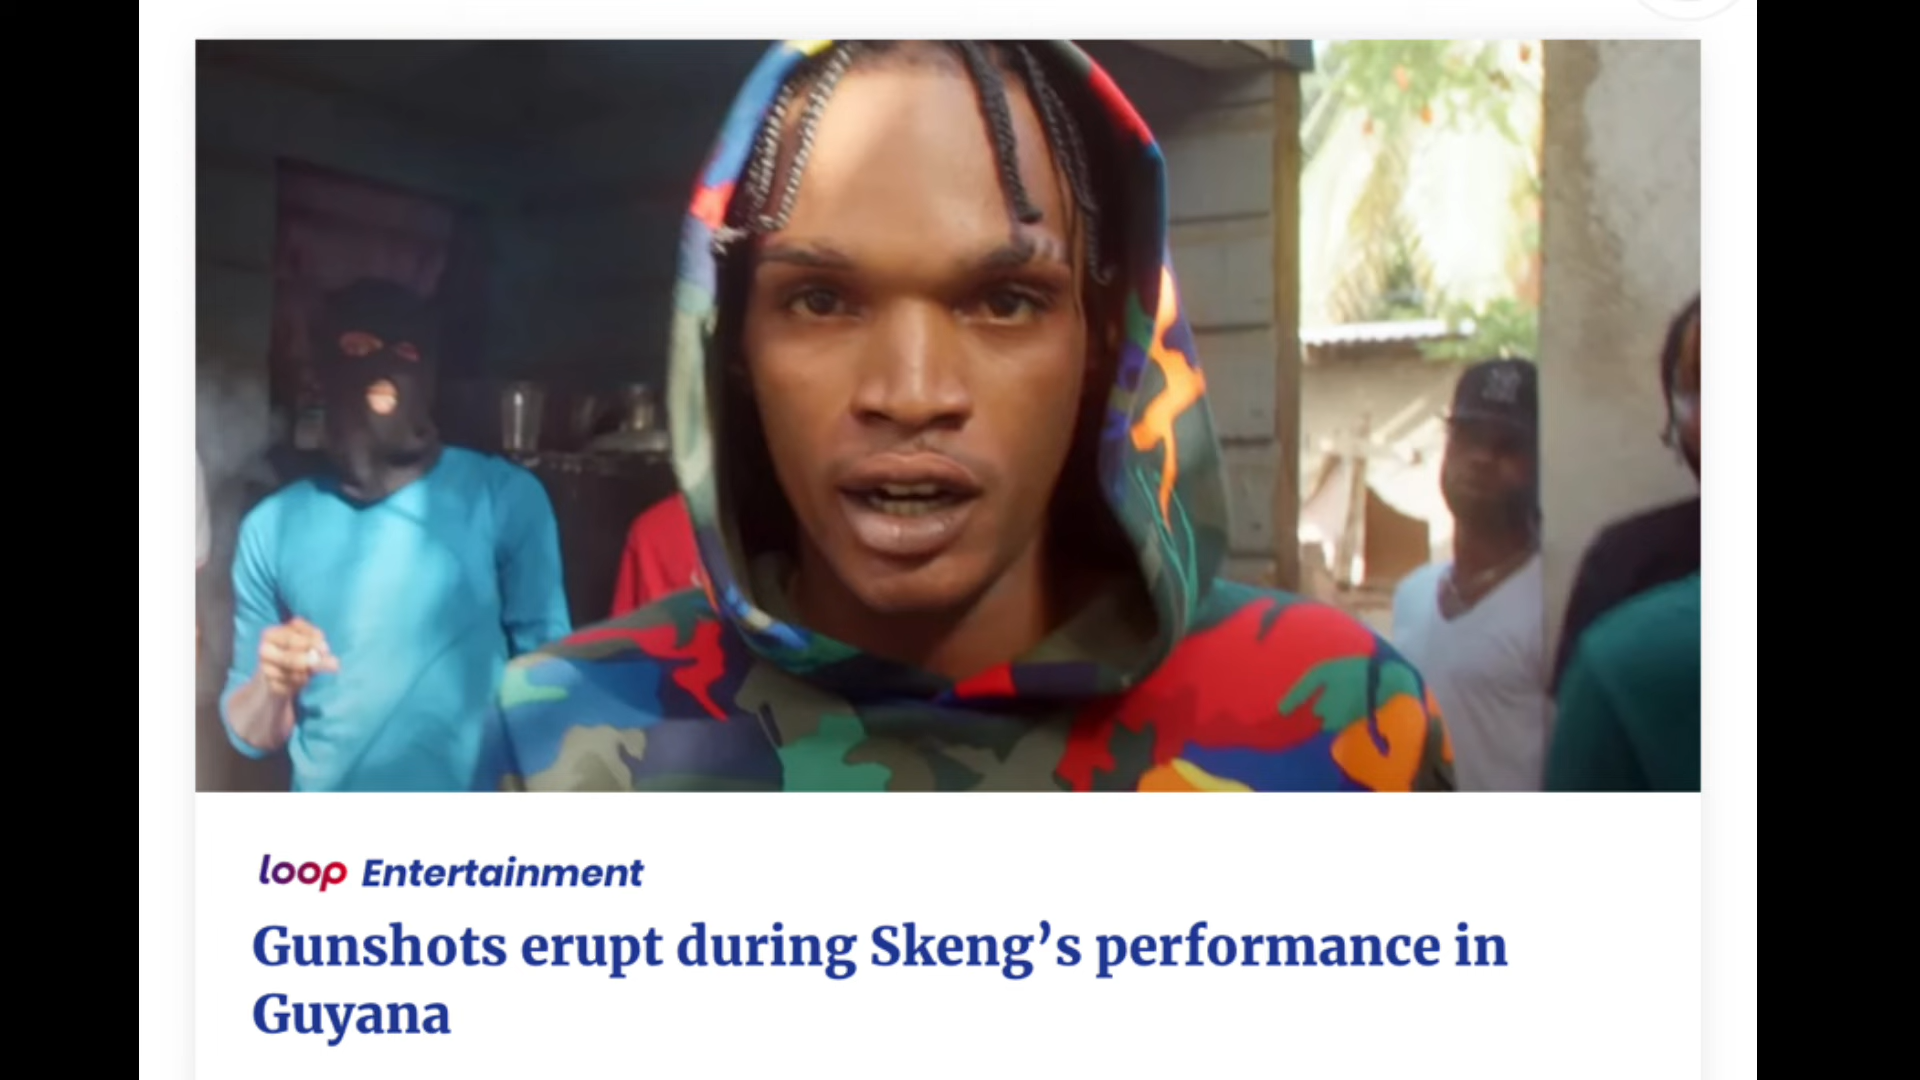 loop Entertainment
Gunshots erupt during Skeng’s performance in
Guyana